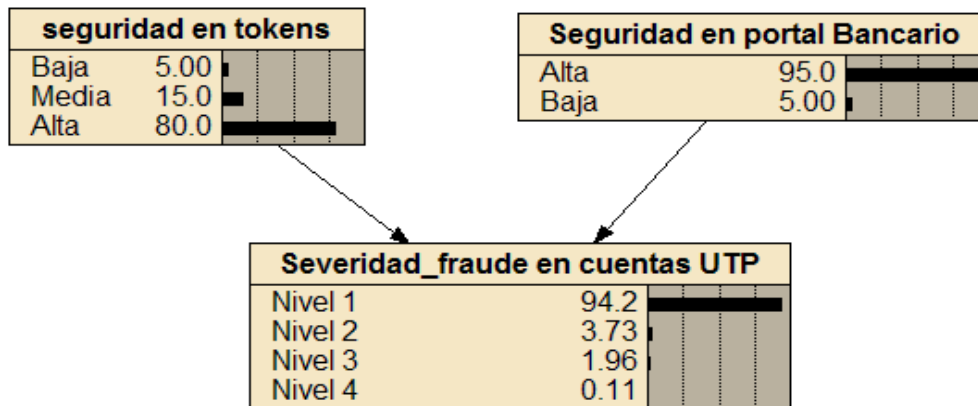 seguridad en tokens
Baja 5.00
Media 15.0
Alta 80.0
Seguridad en portal Bancario
Alta 95.0
Baja 5.00
Severidad_fraude en cuentas UTP
Nivel 1 94.2
Nivel 2 3.73
Nivel 3 1.96
Nivel 4 0.11